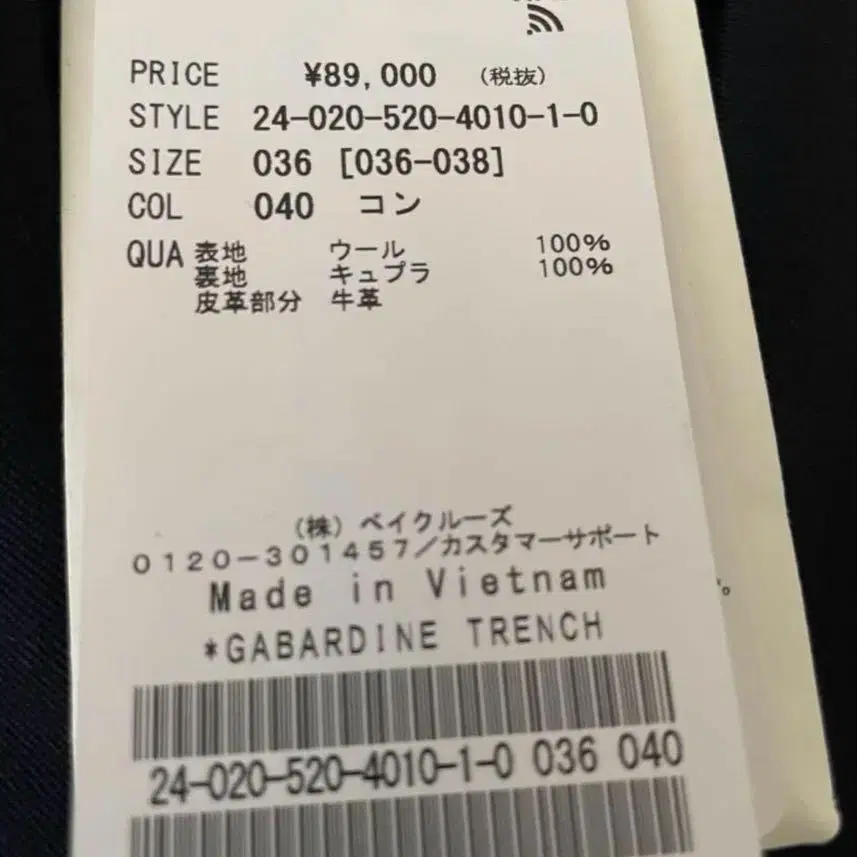 PRICE ¥89,000 (税抜)
STYLE 24-020-520-4010-1-0
SIZE 036 [036-038]
COL 040 コン
QUA 表地 ウール 100%
裏地 キュプラ 100%
皮革部分 牛革
(株) ベイクルーズ
0120-301457/カスタマーサポート
Made in Vietnam
*GABARDINE TRENCH
24-020-520-4010-1-0 036 040